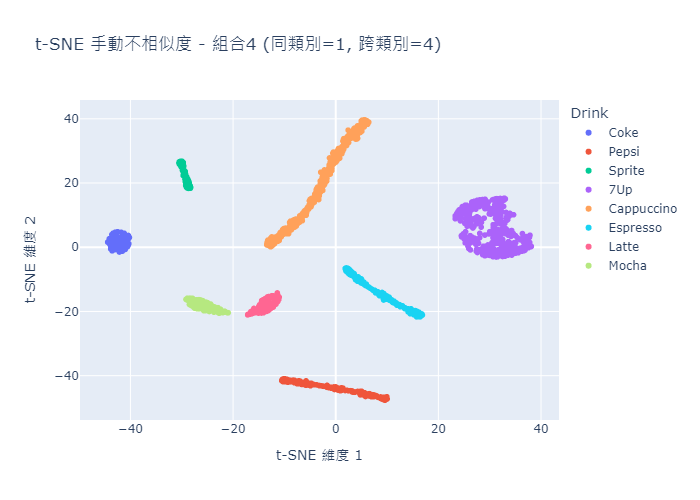 t-SNE 手動不相似度 - 組合4 (同類別=1, 跨類別=4)
Drink
Coke
Pepsi
Sprite
7Up
Cappuccino
Espresso
Latte
Mocha
t-SNE 維度 2
40
20
0
−20
−40
−40
−20
0
20
40
t-SNE 維度 1